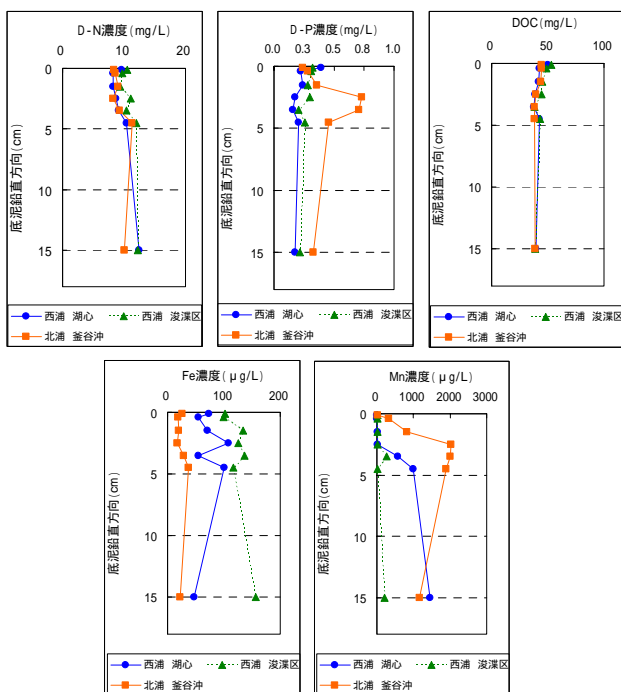 D-N濃度(mg/L)
0 10 20
0
5
10
15
底泥鉛直方向(cm)
西浦 湖心 西浦 浚渫区
北浦 釜谷沖
D-P濃度(mg/L)
0.0 0.3 0.5 0.8 1.0
0
5
10
15
底泥鉛直方向(cm)
西浦 湖心 西浦 浚渫区
北浦 釜谷沖
DOC(mg/L)
0 50 100
0
5
10
15
底泥鉛直方向(cm)
西浦 湖心 西浦 浚渫区
北浦 釜谷沖
Fe濃度(μg/L)
0 100 200
0
5
10
15
底泥鉛直方向(cm)
西浦 湖心 西浦 浚渫区
北浦 釜谷沖
Mn濃度(μg/L)
0 1000 2000 3000
0
5
10
15
底泥鉛直方向(cm)
西浦 湖心 西浦 浚渫区
北浦 釜谷沖